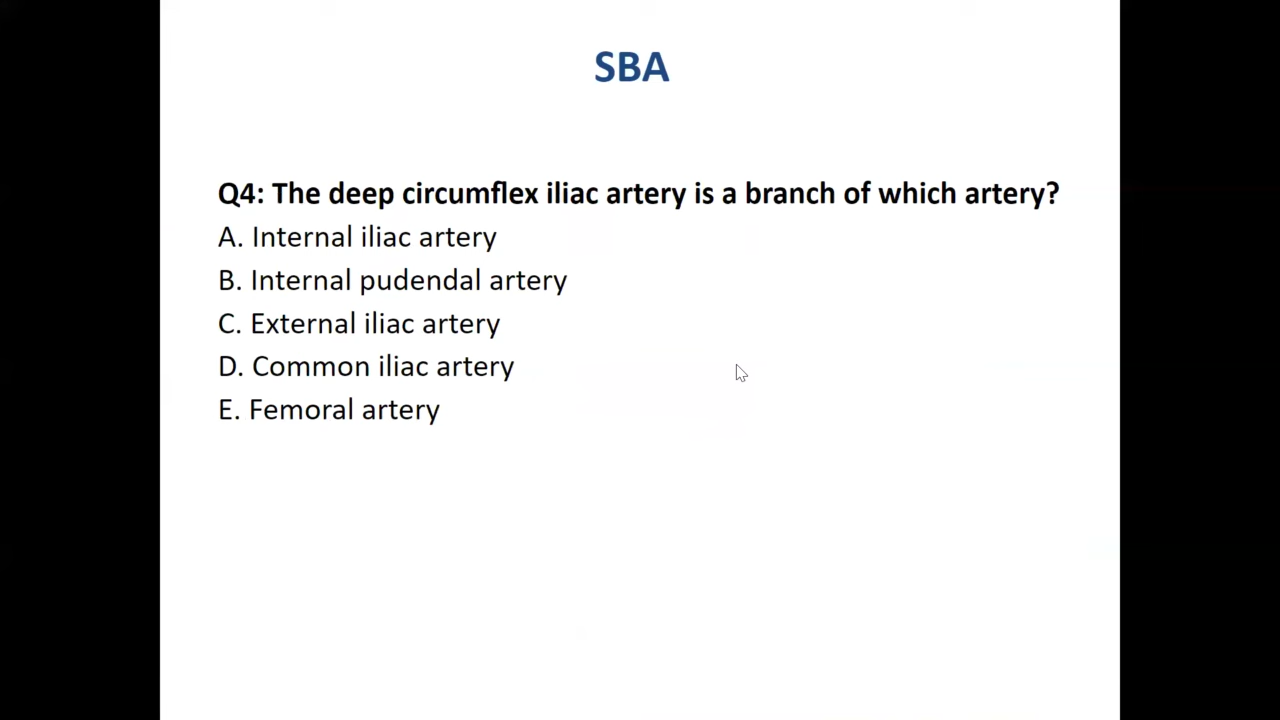 SBA
Q4: The deep circumflex iliac artery is a branch of which artery?
A. Internal iliac artery
B. Internal pudendal artery
C. External iliac artery
D. Common iliac artery
E. Femoral artery